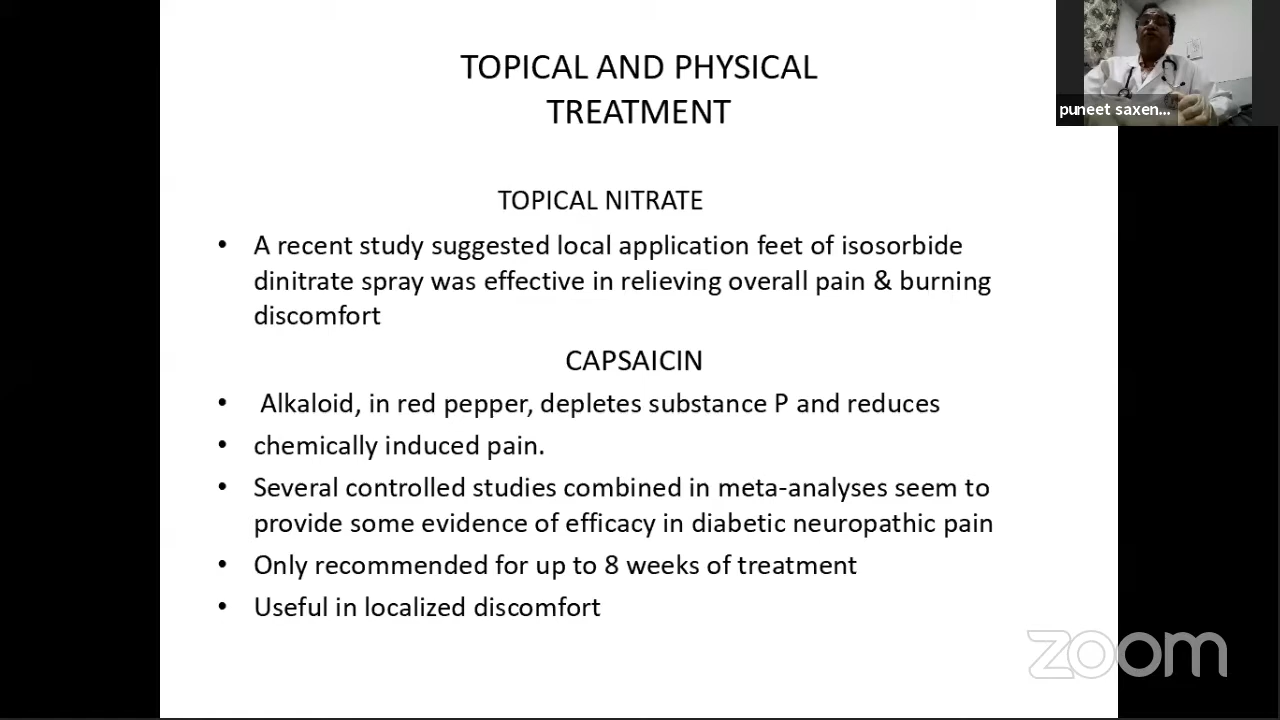 TOPICAL AND PHYSICAL
TREATMENT
puneet saxen...
TOPICAL NITRATE
• A recent study suggested local application feet of isosorbide
dinitrate spray was effective in relieving overall pain & burning
discomfort
CAPSAICIN
• Alkaloid, in red pepper, depletes substance P and reduces
• chemically induced pain.
• Several controlled studies combined in meta-analyses seem to
provide some evidence of efficacy in diabetic neuropathic pain
• Only recommended for up to 8 weeks of treatment
• Useful in localized discomfort
zoom